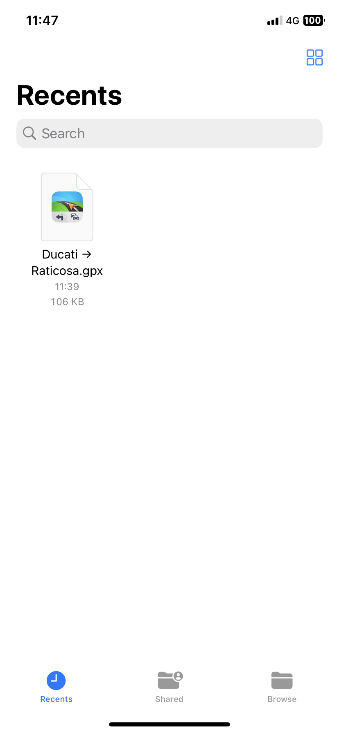 11:47
4G
100
Recents
Search
Ducati →
Raticosa.gpx
11:39
106 KB
Recents
Shared
Browse